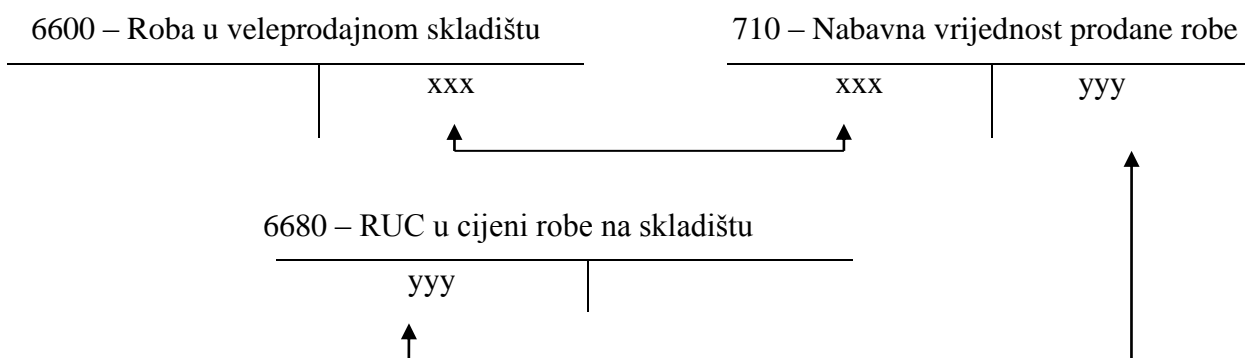 6600 – Roba u veleprodajnom skladištu 710 – Nabavna vrijednost prodane robe
xxx xxx yyy
6680 – RUC u cijeni robe na skladištu
yyy